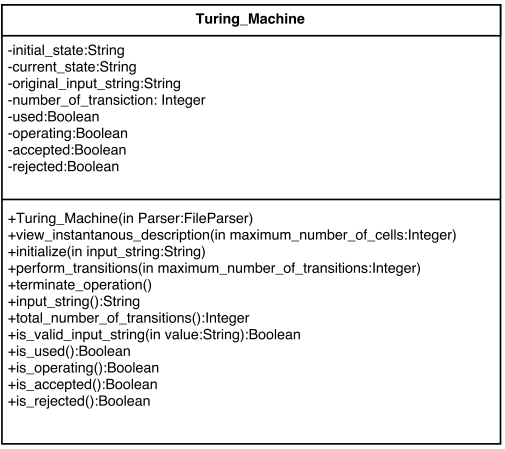 Turing_Machine
-initial_state:String
-current_state:String
-original_input_string:String
-number_of_transiction: Integer
-used:Boolean
-operating:Boolean
-accepted:Boolean
-rejected:Boolean
+Turing_Machine(in Parser:FileParser)
+view_instantanous_description(in maximum_number_of_cells:Integer)
+initialize(in input_string:String)
+perform_transitions(in maximum_number_of_transitions:Integer)
+terminate_operation()
+input_string():String
+total_number_of_transitions():Integer
+is_valid_input_string(in value:String):Boolean
+is_used():Boolean
+is_operating():Boolean
+is_accepted():Boolean
+is_rejected():Boolean